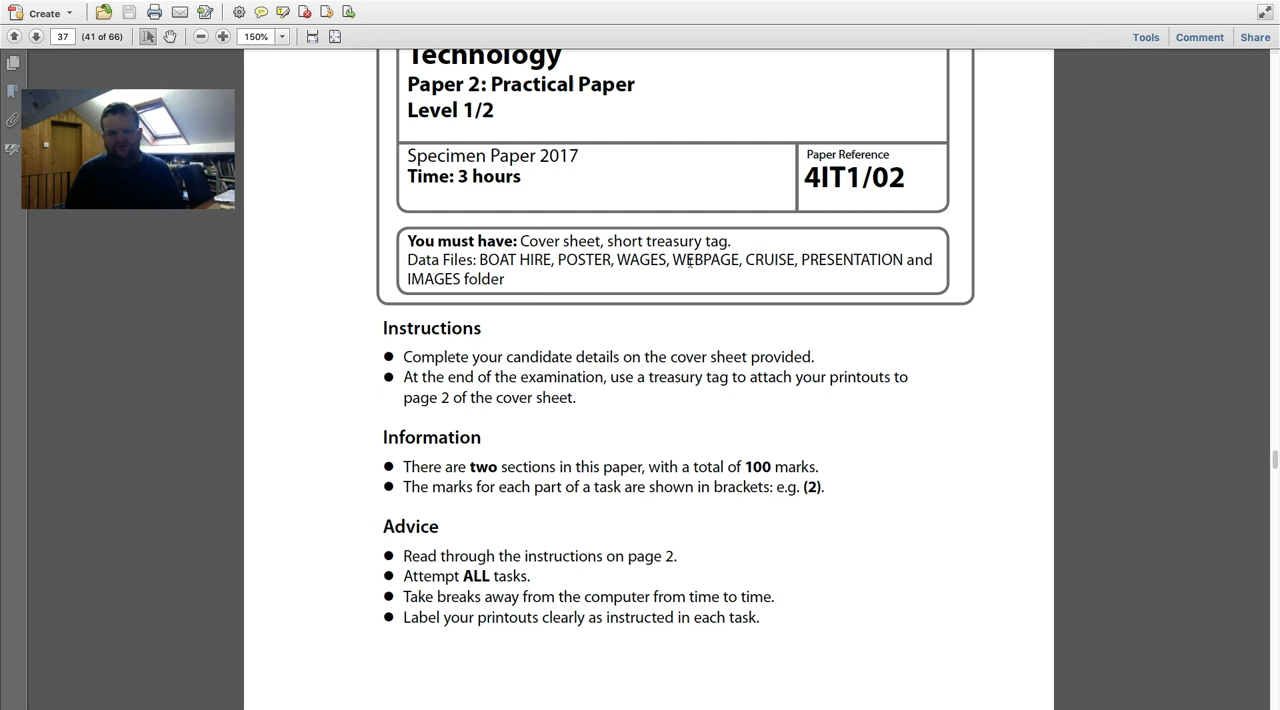 Create
37 (41 of 66) 150% Tools Comment Share
Technology
Paper 2: Practical Paper
Level 1/2
Specimen Paper 2017
Time: 3 hours
Paper Reference
4IT1/02
You must have: Cover sheet, short treasury tag.
Data Files: BOAT HIRE, POSTER, WAGES, WEBPAGE, CRUISE, PRESENTATION and
IMAGES folder
Instructions
● Complete your candidate details on the cover sheet provided.
● At the end of the examination, use a treasury tag to attach your printouts to
page 2 of the cover sheet.
Information
● There are two sections in this paper, with a total of 100 marks.
● The marks for each part of a task are shown in brackets: e.g. (2).
Advice
● Read through the instructions on page 2.
● Attempt ALL tasks.
● Take breaks away from the computer from time to time.
● Label your printouts clearly as instructed in each task.